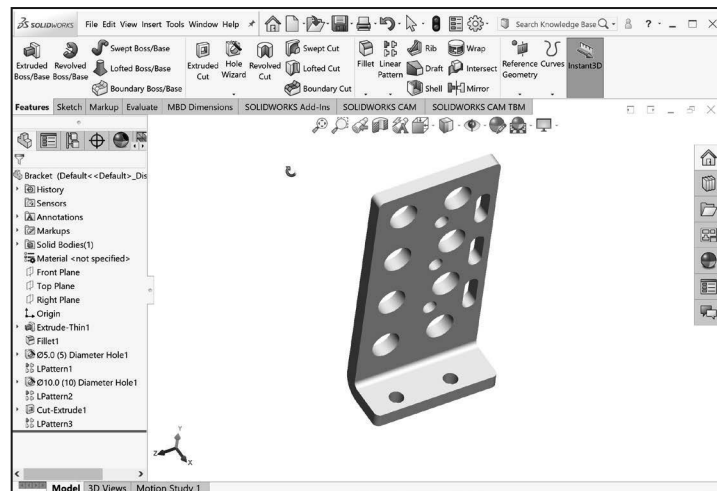 SOLIDWORKS File Edit View Insert Tools Window Help Search Knowledge Base ?
Extruded Boss/Base
Revolved Boss/Base
Swept Boss/Base
Lofted Boss/Base
Boundary Boss/Base
Extruded Cut
Hole Wizard
Revolved Cut
Swept Cut
Lofted Cut
Boundary Cut
Fillet
Linear Pattern
Rib
Draft
Shell
Wrap
Intersect
Mirror
Reference Geometry
Curves
Instant3D
Features Sketch Markup Evaluate MBD Dimensions SOLIDWORKS Add-Ins SOLIDWORKS CAM SOLIDWORKS CAM TBM
Bracket (Default<<Default>_Dis
History
Sensors
Annotations
Markups
Solid Bodies(1)
Material <not specified>
Front Plane
Top Plane
Right Plane
Origin
Extrude-Thin1
Fillet1
Ø5.0 (5) Diameter Hole1
LPattern1
Ø10.0 (10) Diameter Hole1
LPattern2
Cut-Extrude1
LPattern3
Y
Z
X
Model 3D Views Motion Study 1